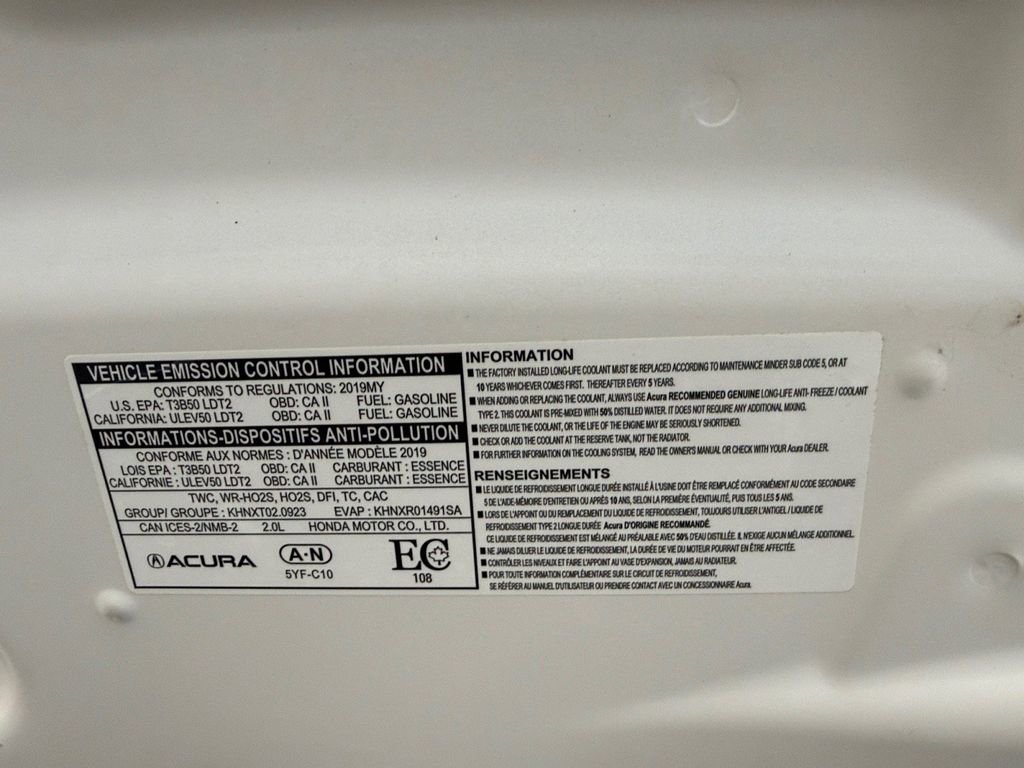 VEHICLE EMISSION CONTROL INFORMATION
CONFORMS TO REGULATIONS: 2019MY
U.S. EPA: T3B50 LDT2 OBD: CA II FUEL: GASOLINE
CALIFORNIA: ULEV50 LDT2 OBD: CA II FUEL: GASOLINE
INFORMATIONS-DISPOSITIFS ANTI-POLLUTION
CONFORME AUX NORMES : D'ANNÉE MODÈLE 2019
LOIS EPA : T3B50 LDT2 OBD: CA II CARBURANT : ESSENCE
CALIFORNIE : ULEV50 LDT2 OBD: CA II CARBURANT : ESSENCE
TWC, WR-HO2S, HO2S, DFI, TC, CAC
GROUP/ GROUPE : KHNXT02.0923 EVAP : KHNXR01491SA
CAN ICES-2/NMB-2 2.0L HONDA MOTOR CO., LTD.
ACURA
A-N
5YF-C10
EC
108
INFORMATION
■ THE FACTORY INSTALLED LONG-LIFE COOLANT MUST BE REPLACED ACCORDING TO MAINTENANCE MINDER SUB CODE 5, OR AT
10 YEARS WHICHEVER COMES FIRST. THEREAFTER EVERY 5 YEARS.
■ WHEN ADDING OR REPLACING THE COOLANT, ALWAYS USE Acura RECOMMENDED GENUINE LONG-LIFE ANTI-FREEZE / COOLANT
TYPE 2. THIS COOLANT IS PRE-MIXED WITH 50% DISTILLED WATER. IT DOES NOT REQUIRE ANY ADDITIONAL MIXING.
■ NEVER DILUTE THE COOLANT, OR THE LIFE OF THE ENGINE MAY BE SERIOUSLY SHORTENED.
■ CHECK OR ADD THE COOLANT AT THE RESERVE TANK, NOT THE RADIATOR.
■ FOR FURTHER INFORMATION ON THE COOLING SYSTEM, READ THE OWNER'S MANUAL OR CHECK WITH YOUR Acura DEALER.
RENSEIGNEMENTS
■ LE LIQUIDE DE REFROIDISSEMENT LONGUE DURÉE INSTALLÉ À L'USINE DOIT ÊTRE REMPLACÉ CONFORMÉMENT AU CODE SECONDAIRE
5 DE L'AIDE-MÉMOIRE D'ENTRETIEN OU APRÈS 10 ANS, SELON LA PREMIÈRE ÉVENTUALITÉ, PUIS TOUS LES 5 ANS.
■ LORS DE L'APPOINT OU DU REMPLACEMENT DU LIQUIDE DE REFROIDISSEMENT, TOUJOURS UTILISER L'ANTIGEL / LIQUIDE DE
REFROIDISSEMENT TYPE 2 LONGUE DURÉE Acura D'ORIGINE RECOMMANDÉ.
CE LIQUIDE DE REFROIDISSEMENT EST MÉLANGÉ AU PRÉALABLE AVEC 50% D'EAU DISTILLÉE. IL N'EXIGE AUCUN MÉLANGE ADDITIONNEL.
■ NE JAMAIS DILUER LE LIQUIDE DE REFROIDISSEMENT, LA DURÉE DE VIE DU MOTEUR POURRAIT EN ÊTRE AFFECTÉE.
■ CONTRÔLER LES NIVEAUX ET FAIRE L'APPOINT AU VASE D'EXPANSION, JAMAIS AU RADIATEUR.
■ POUR TOUTE INFORMATION COMPLÉMENTAIRE SUR LE CIRCUIT DE REFROIDISSEMENT,
SE RÉFÉRER AU MANUEL D'UTILISATEUR OU PRENDRE CONTACT AVEC UN CONCESSIONNAIRE Acura.